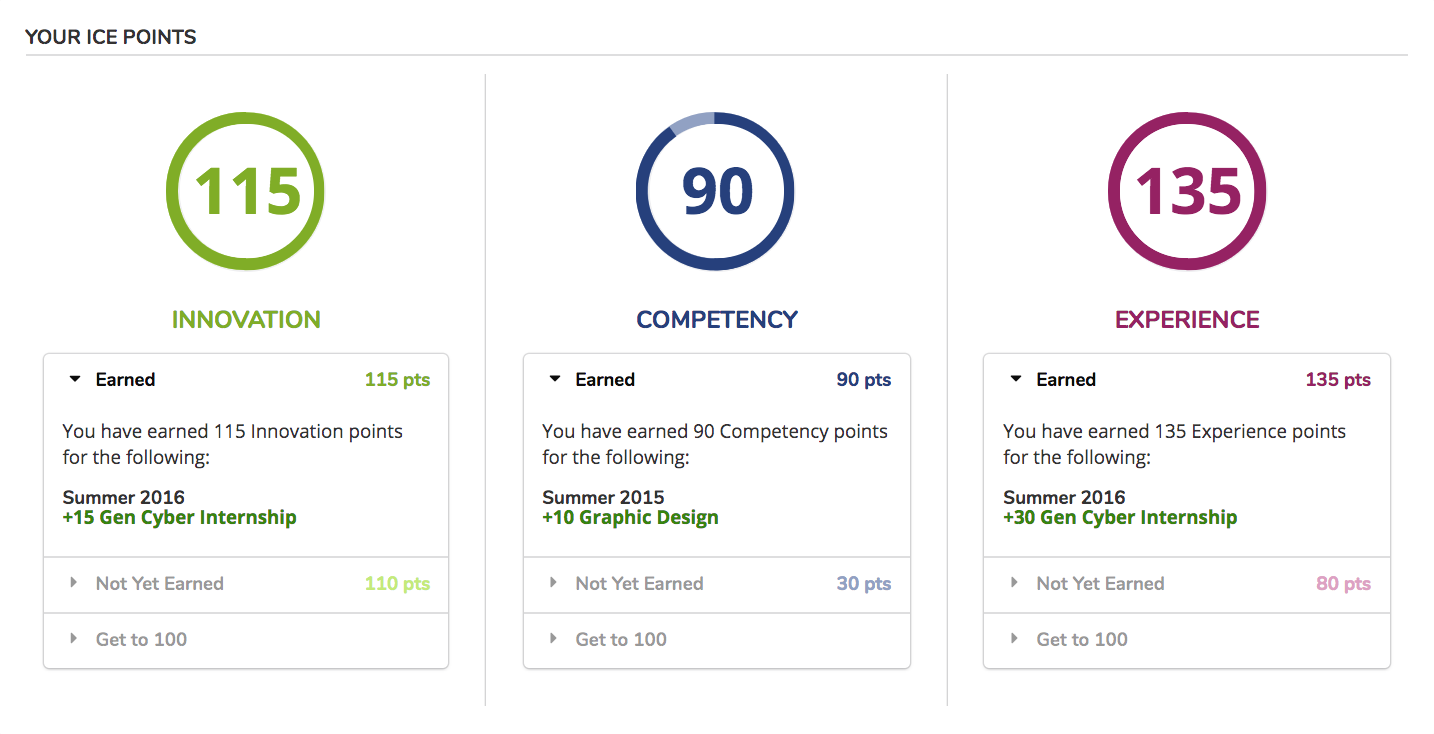 YOUR ICE POINTS
115
INNOVATION
Earned 115 pts
You have earned 115 Innovation points
for the following:
Summer 2016
+15 Gen Cyber Internship
Not Yet Earned 110 pts
Get to 100
90
COMPETENCY
Earned 90 pts
You have earned 90 Competency points
for the following:
Summer 2015
+10 Graphic Design
Not Yet Earned 30 pts
Get to 100
135
EXPERIENCE
Earned 135 pts
You have earned 135 Experience points
for the following:
Summer 2016
+30 Gen Cyber Internship
Not Yet Earned 80 pts
Get to 100